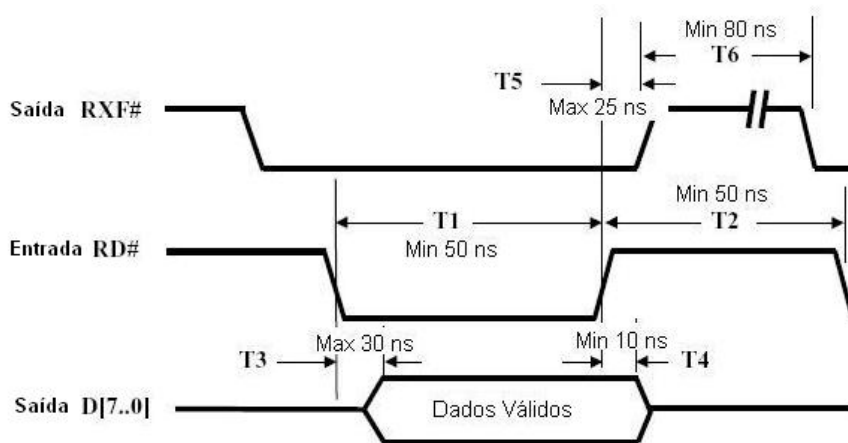 Min 80 ns
T6
T5
Max 25 ns
Saída RXF#
Min 50 ns
T1
T2
Entrada RD#
Min 50 ns
Max 30 ns
Min 10 ns
T3
T4
Saída D[7..0]
Dados Válidos